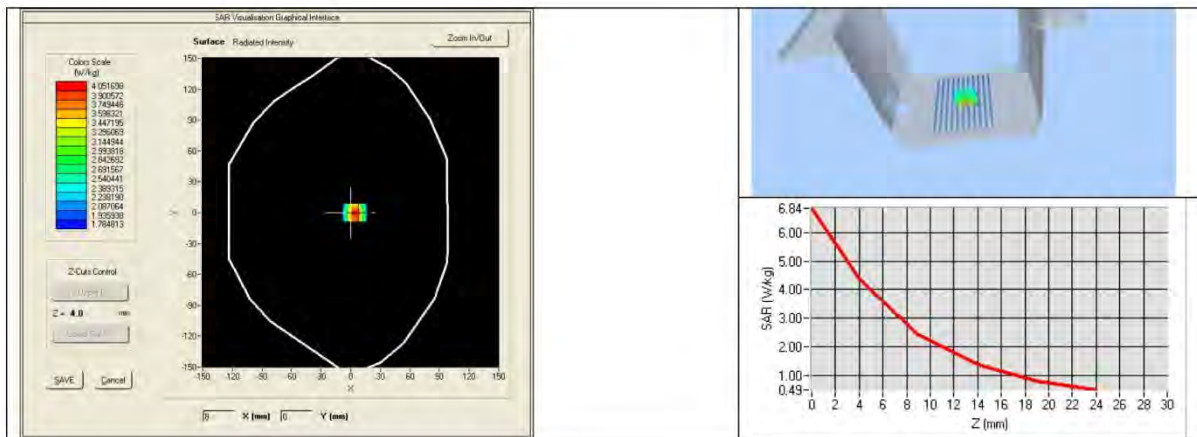 SAR Visualisation Graphical Interface
Surface Radiated Intensity
Zoom In/Out
Colors Scale
(W/kg)
4.051698
3.900572
3.749446
3.598321
3.447195
3.296069
3.144944
2.993818
2.842692
2.691567
2.540441
2.389315
2.238190
2.087064
1.935938
1.784813
150
120
90
60
30
0
-30
-60
-90
-120
-150
Y
-150 -120 -90 -60 -30 0 30 60 90 120 150
X
Z-Cuts Control
Z = 4.0 mm
SAVE Cancel
X (mm) 0 Y (mm)
6.84
6.00
5.00
4.00
3.00
2.00
1.00
0.49
SAR (W/kg)
0 2 4 6 8 10 12 14 16 18 20 22 24 26 28 30
Z (mm)